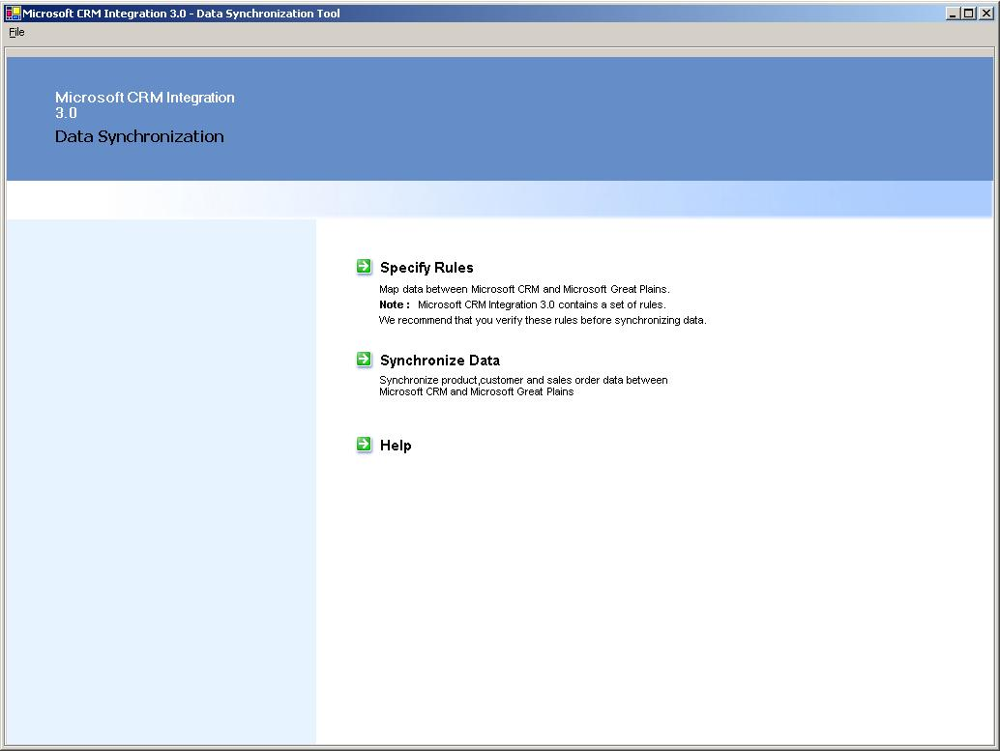 Microsoft CRM Integration 3.0 - Data Synchronization Tool
File
Microsoft CRM Integration
3.0
Data Synchronization
Specify Rules
Map data between Microsoft CRM and Microsoft Great Plains.
Note : Microsoft CRM Integration 3.0 contains a set of rules.
We recommend that you verify these rules before synchronizing data.
Synchronize Data
Synchronize product,customer and sales order data between
Microsoft CRM and Microsoft Great Plains
Help